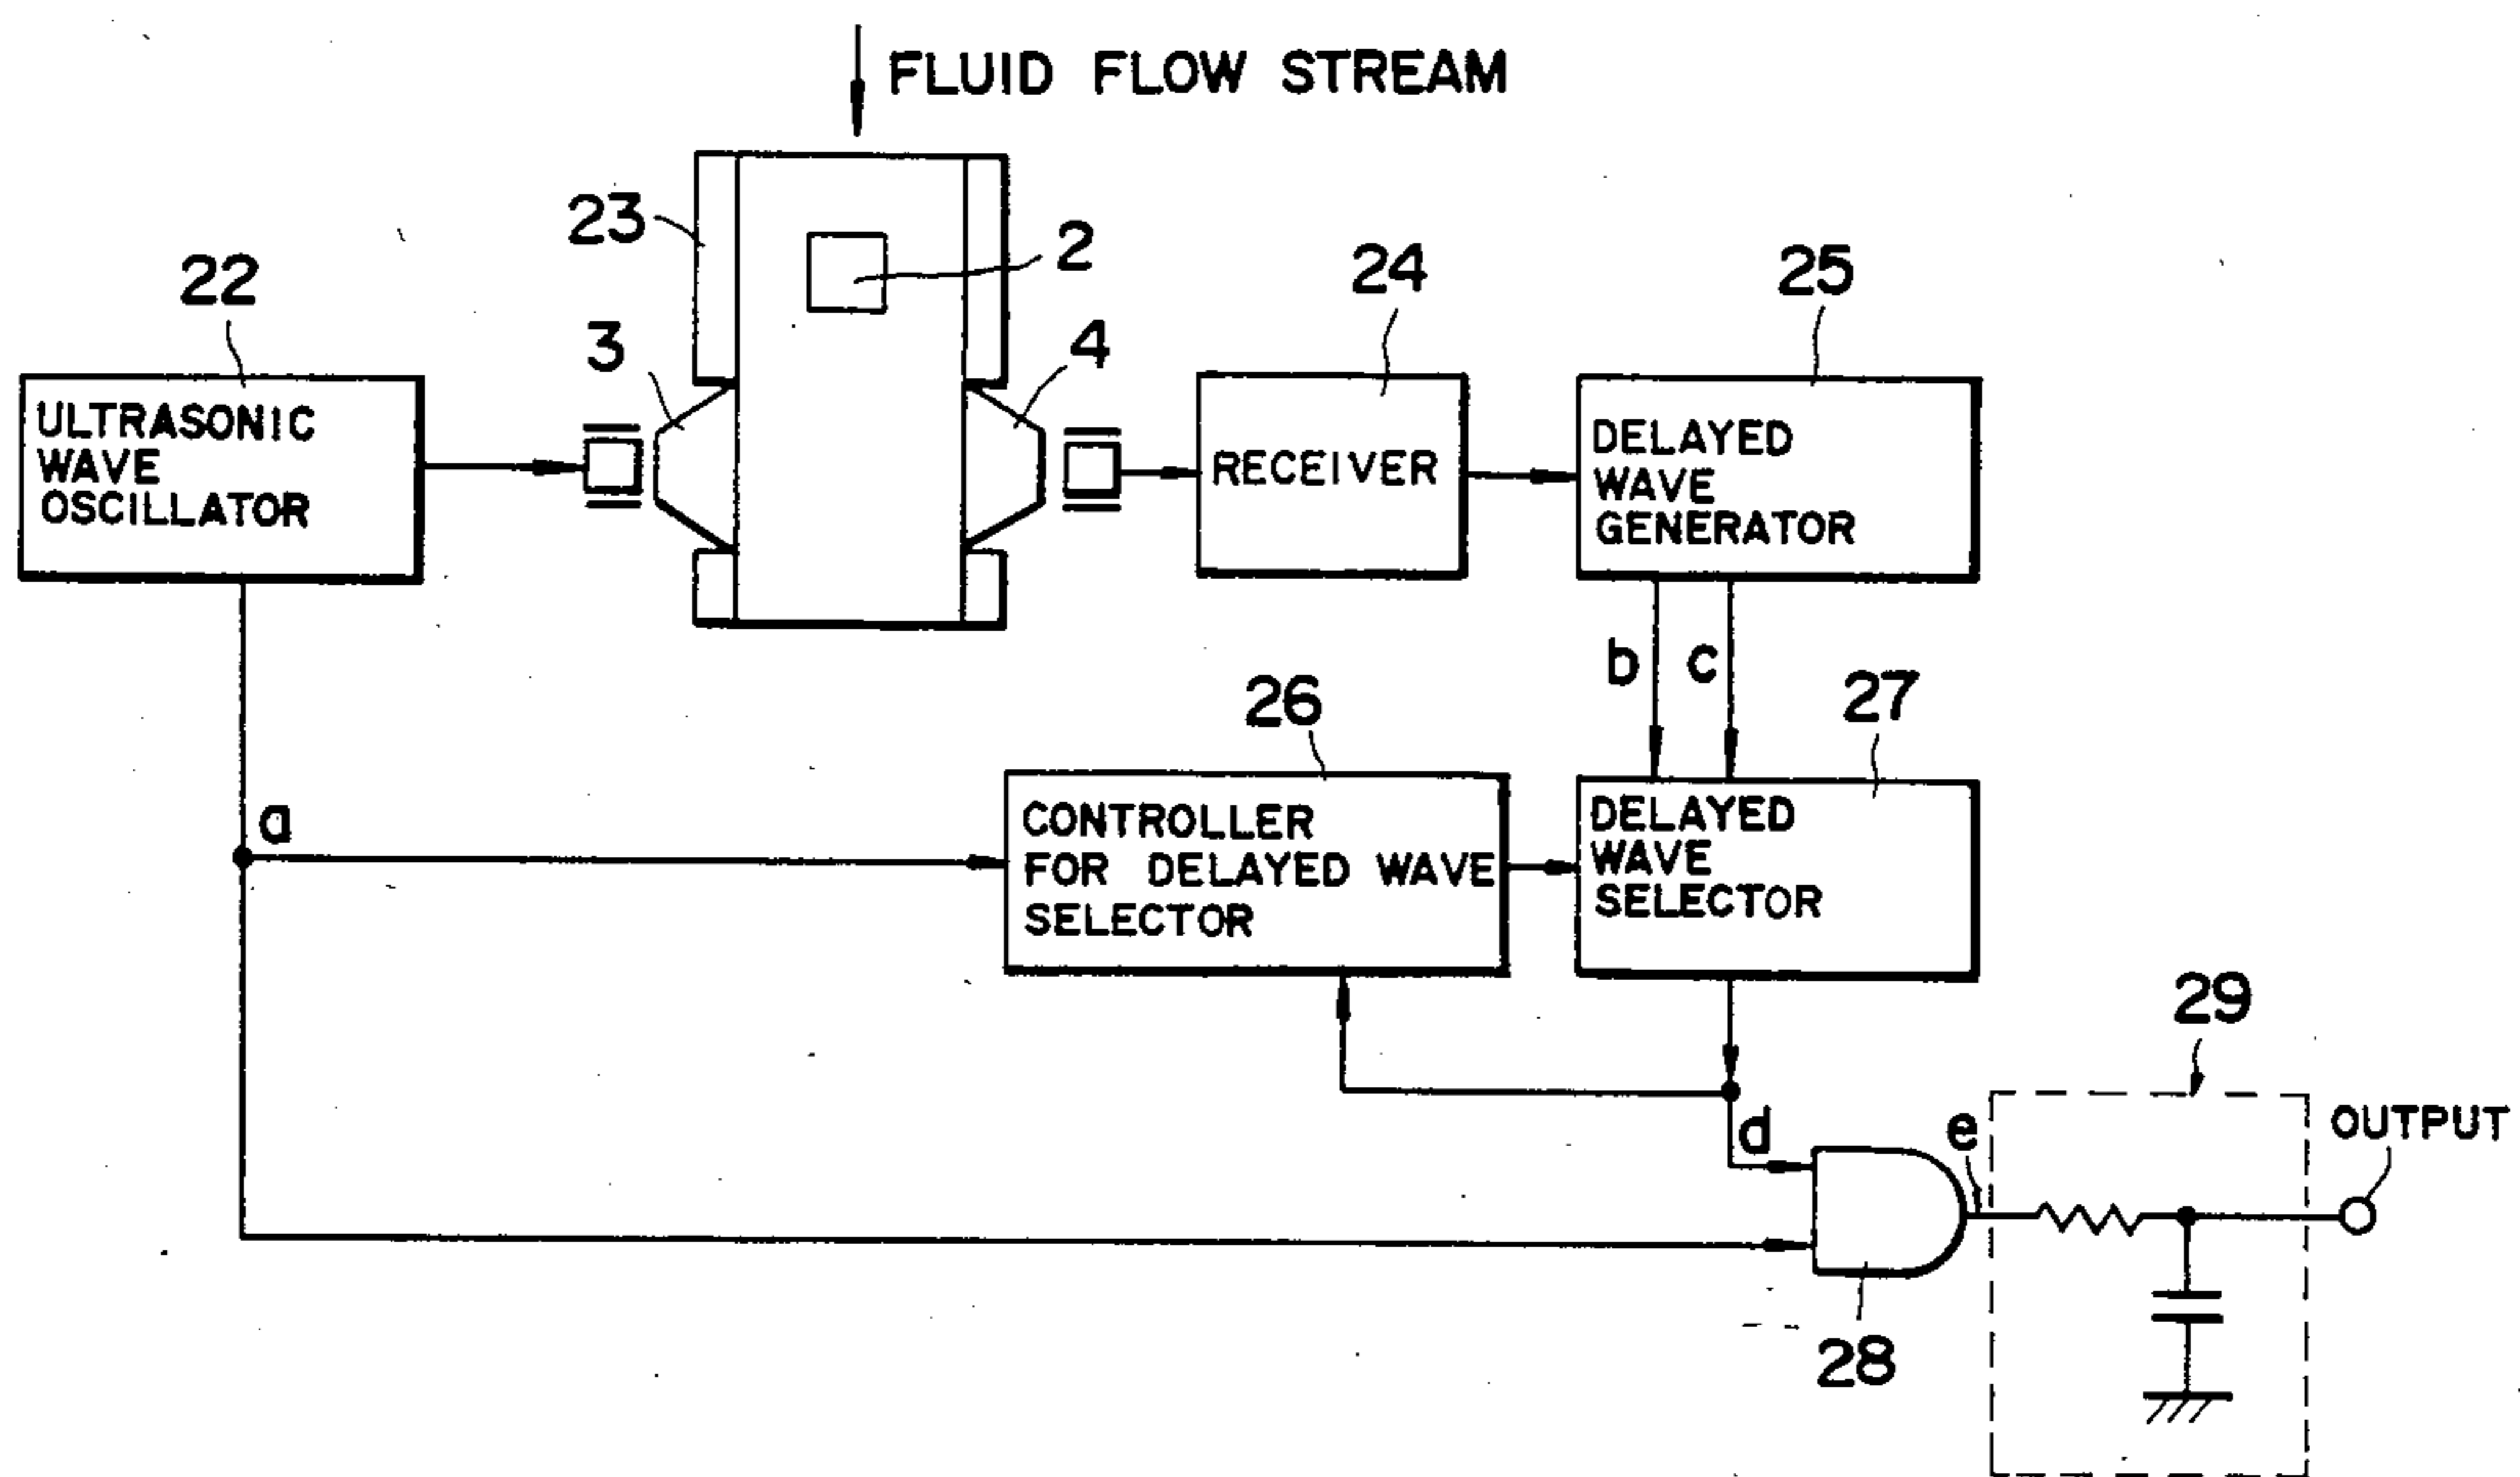 FLUID FLOW STREAM
23
2
22
3
4
24
25
ULTRASONIC
WAVE
OSCILLATOR
RECEIVER
DELAYED
WAVE
GENERATOR
b
c
26
27
a
CONTROLLER
FOR DELAYED WAVE
SELECTOR
DELAYED
WAVE
SELECTOR
29
d
e
OUTPUT
28